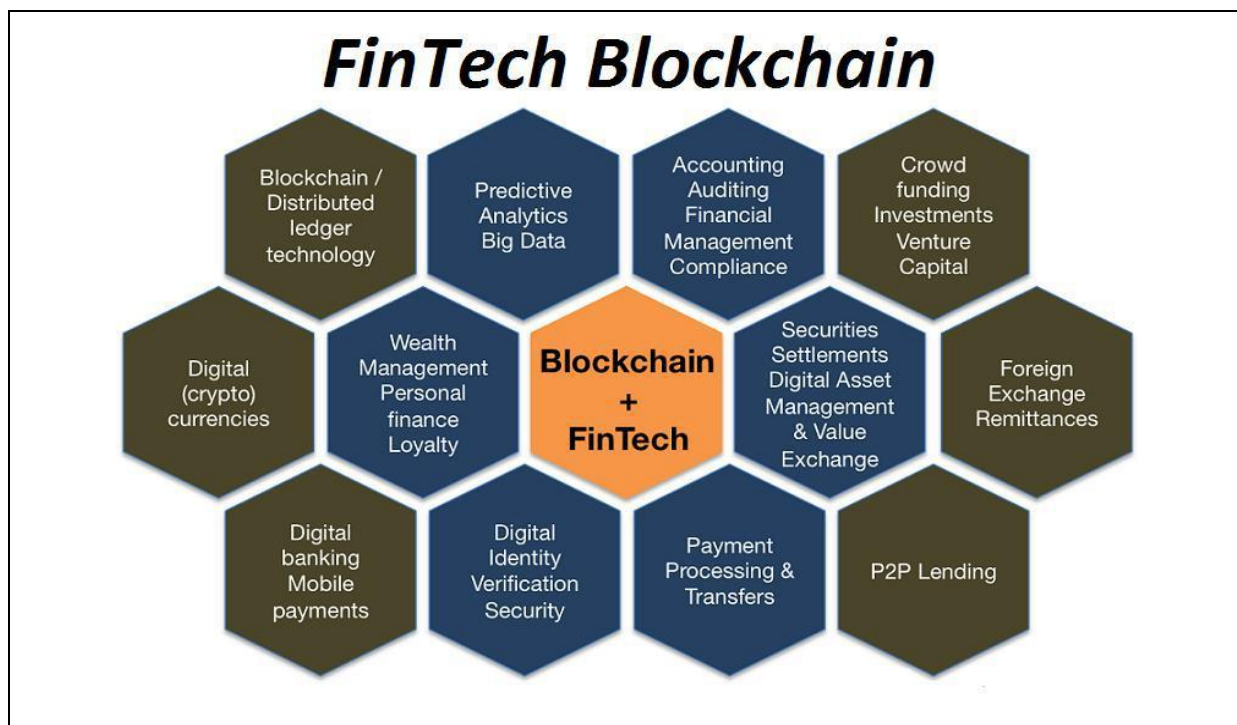 FinTech Blockchain
Blockchain /
Distributed
ledger
technology
Predictive
Analytics
Big Data
Accounting
Auditing
Financial
Management
Compliance
Crowd
funding
Investments
Venture
Capital
Digital
(crypto)
currencies
Wealth
Management
Personal
finance
Loyalty
Blockchain
+
FinTech
Securities
Settlements
Digital Asset
Management
& Value
Exchange
Foreign
Exchange
Remittances
Digital
banking
Mobile
payments
Digital
Identity
Verification
Security
Payment
Processing &
Transfers
P2P Lending